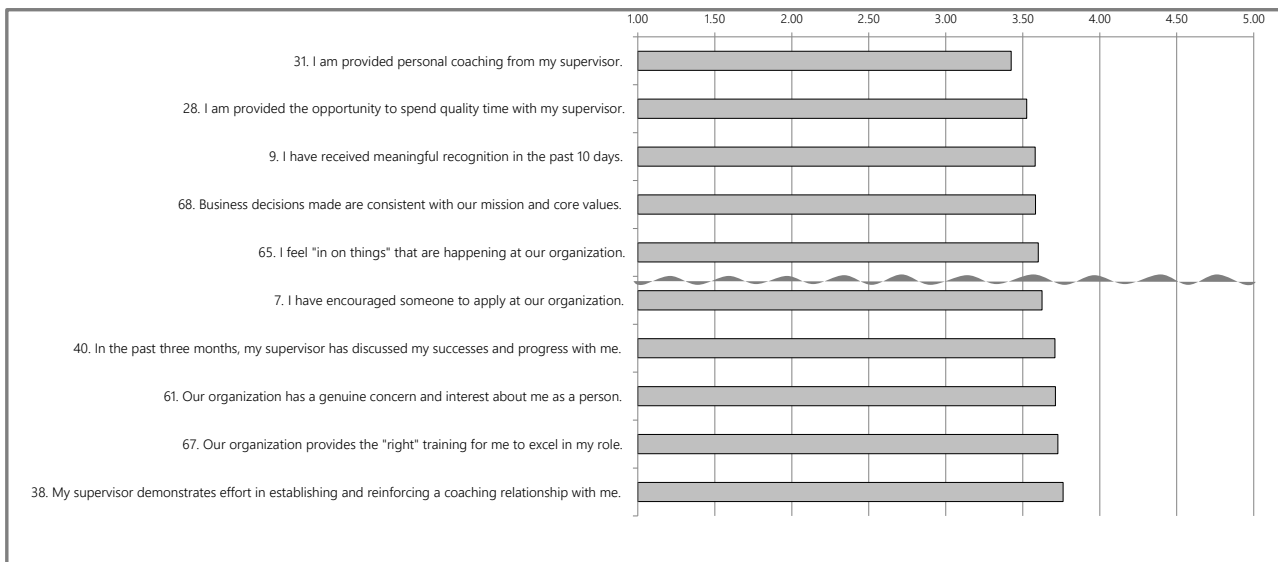 1.00 1.50 2.00 2.50 3.00 3.50 4.00 4.50 5.00
31. I am provided personal coaching from my supervisor.
28. I am provided the opportunity to spend quality time with my supervisor.
9. I have received meaningful recognition in the past 10 days.
68. Business decisions made are consistent with our mission and core values.
65. I feel "in on things" that are happening at our organization.
7. I have encouraged someone to apply at our organization.
40. In the past three months, my supervisor has discussed my successes and progress with me.
61. Our organization has a genuine concern and interest about me as a person.
67. Our organization provides the "right" training for me to excel in my role.
38. My supervisor demonstrates effort in establishing and reinforcing a coaching relationship with me.